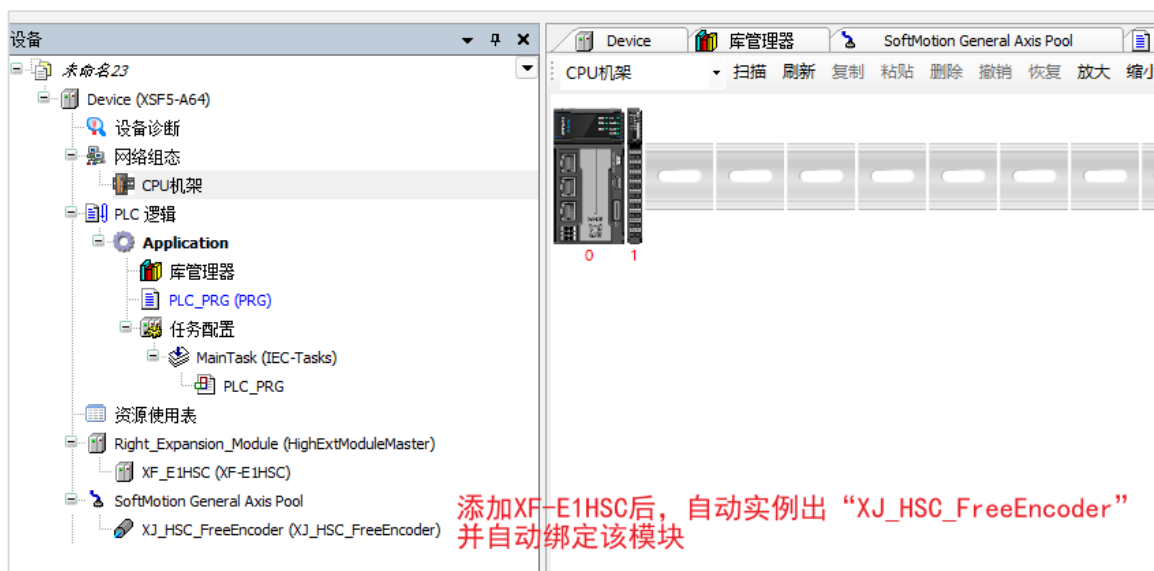 设备
未命名23
Device (XSF5-A64)
设备诊断
网络组态
CPU机架
PLC 逻辑
Application
库管理器
PLC_PRG (PRG)
任务配置
MainTask (IEC-Tasks)
PLC_PRG
资源使用表
Right_Expansion_Module (HighExtModuleMaster)
XF_E1HSC (XF-E1HSC)
SoftMotion General Axis Pool
XJ_HSC_FreeEncoder (XJ_HSC_FreeEncoder)
Device 库管理器 SoftMotion General Axis Pool
CPU机架 扫描 刷新 复制 粘贴 删除 撤销 恢复 放大 缩小
0 1
添加XF-E1HSC后，自动实例出“XJ_HSC_FreeEncoder”
并自动绑定该模块